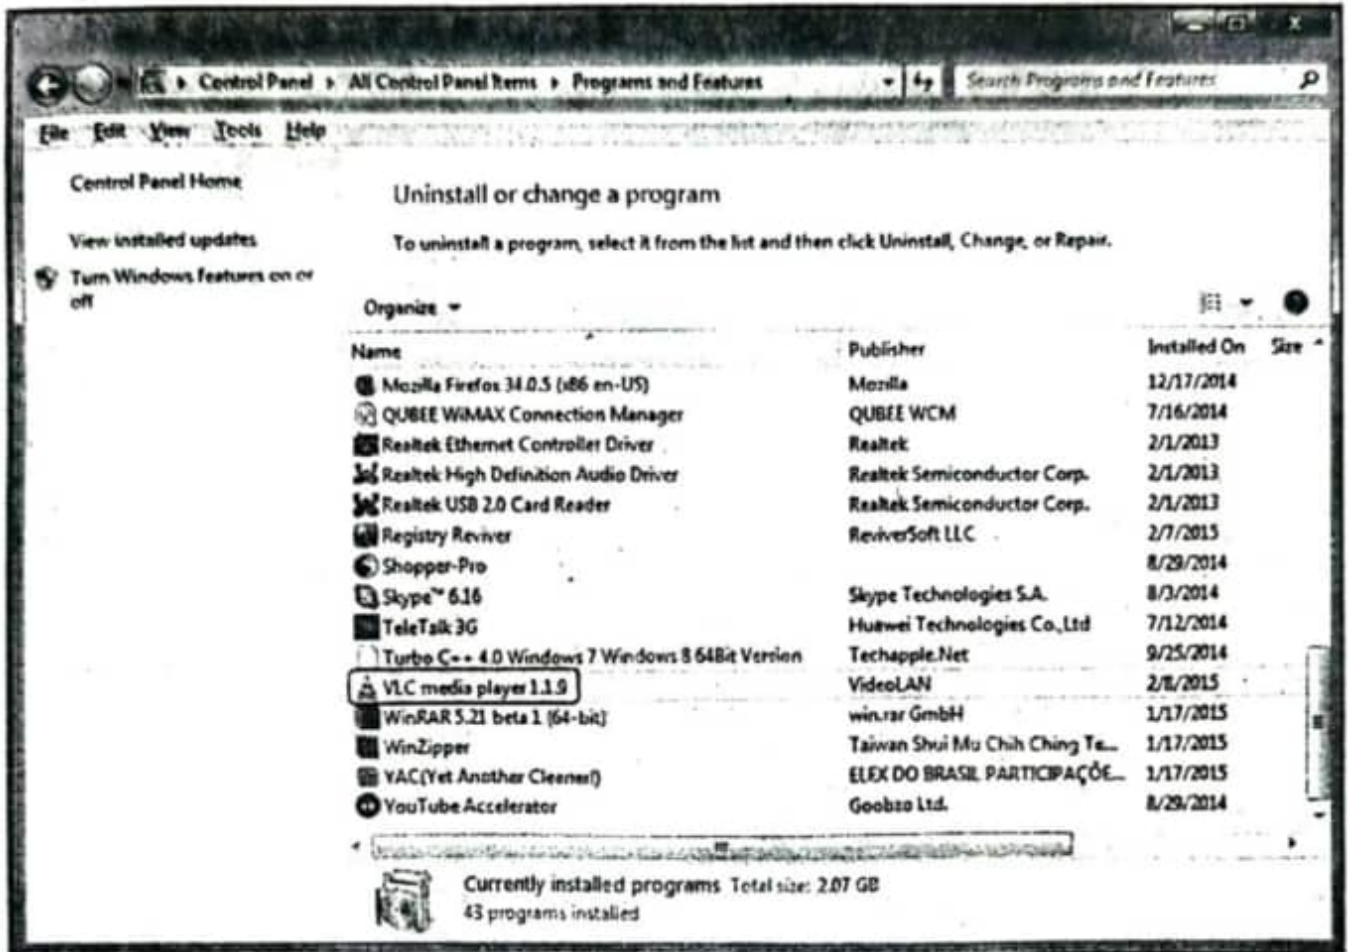 Control Panel ▸ All Control Panel Items ▸ Programs and Features
Search Programs and Features
File Edit View Tools Help
Control Panel Home
View installed updates
Turn Windows features on or
off
Uninstall or change a program
To uninstall a program, select it from the list and then click Uninstall, Change, or Repair.
Organize
Name Publisher Installed On Size
Mozilla Firefox 34.0.5 (x86 en-US) Mozilla 12/17/2014
QUBEE WiMAX Connection Manager QUBEE WCM 7/16/2014
Realtek Ethernet Controller Driver Realtek 2/1/2013
Realtek High Definition Audio Driver Realtek Semiconductor Corp. 2/1/2013
Realtek USB 2.0 Card Reader Realtek Semiconductor Corp. 2/1/2013
Registry Reviver ReviverSoft LLC 2/7/2015
Shopper-Pro 8/29/2014
Skype™ 6.16 Skype Technologies S.A. 8/3/2014
TeleTalk 3G Huawei Technologies Co.,Ltd 7/12/2014
Turbo C++ 4.0 Windows 7 Windows 8 64Bit Version Techapple.Net 9/25/2014
VLC media player 1.1.9 VideoLAN 2/8/2015
WinRAR 5.21 beta 1 (64-bit) win.rar GmbH 1/17/2015
WinZipper Taiwan Shui Mu Chih Ching Te... 1/17/2015
YAC(Yet Another Cleaner!) ELEX DO BRASIL PARTICIPAÇÕE... 1/17/2015
YouTube Accelerator Goobzo Ltd. 8/29/2014
Currently installed programs Total size: 2.07 GB
43 programs installed